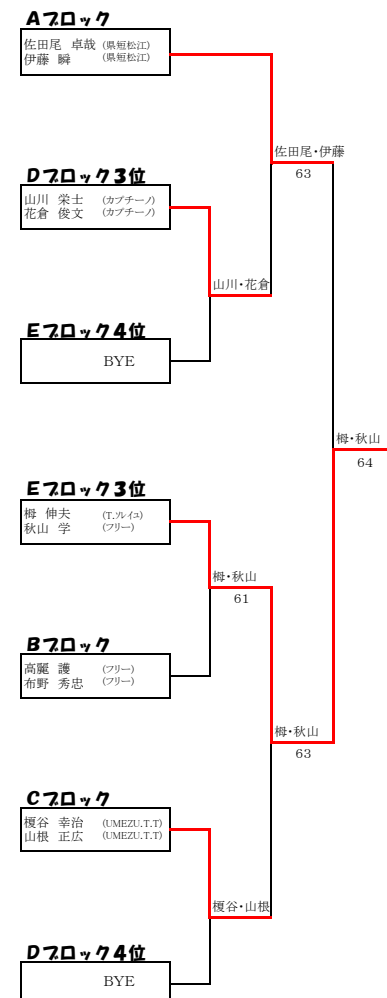 Aブロック
佐田尾 卓哉 (県短松江)
伊藤 瞬 (県短松江)
佐田尾・伊藤
63
Dブロック3位
山川 栄士 (カプチーノ)
花倉 俊文 (カプチーノ)
山川・花倉
Eブロック4位
BYE
栂・秋山
64
Eブロック3位
栂 伸夫 (T.ソレイユ)
秋山 学 (フリー)
栂・秋山
61
Bブロック
高麗 護 (フリー)
布野 秀忠 (フリー)
栂・秋山
63
Cブロック
榎谷 幸治 (UMEZU.T.T)
山根 正広 (UMEZU.T.T)
榎谷・山根
Dブロック4位
BYE